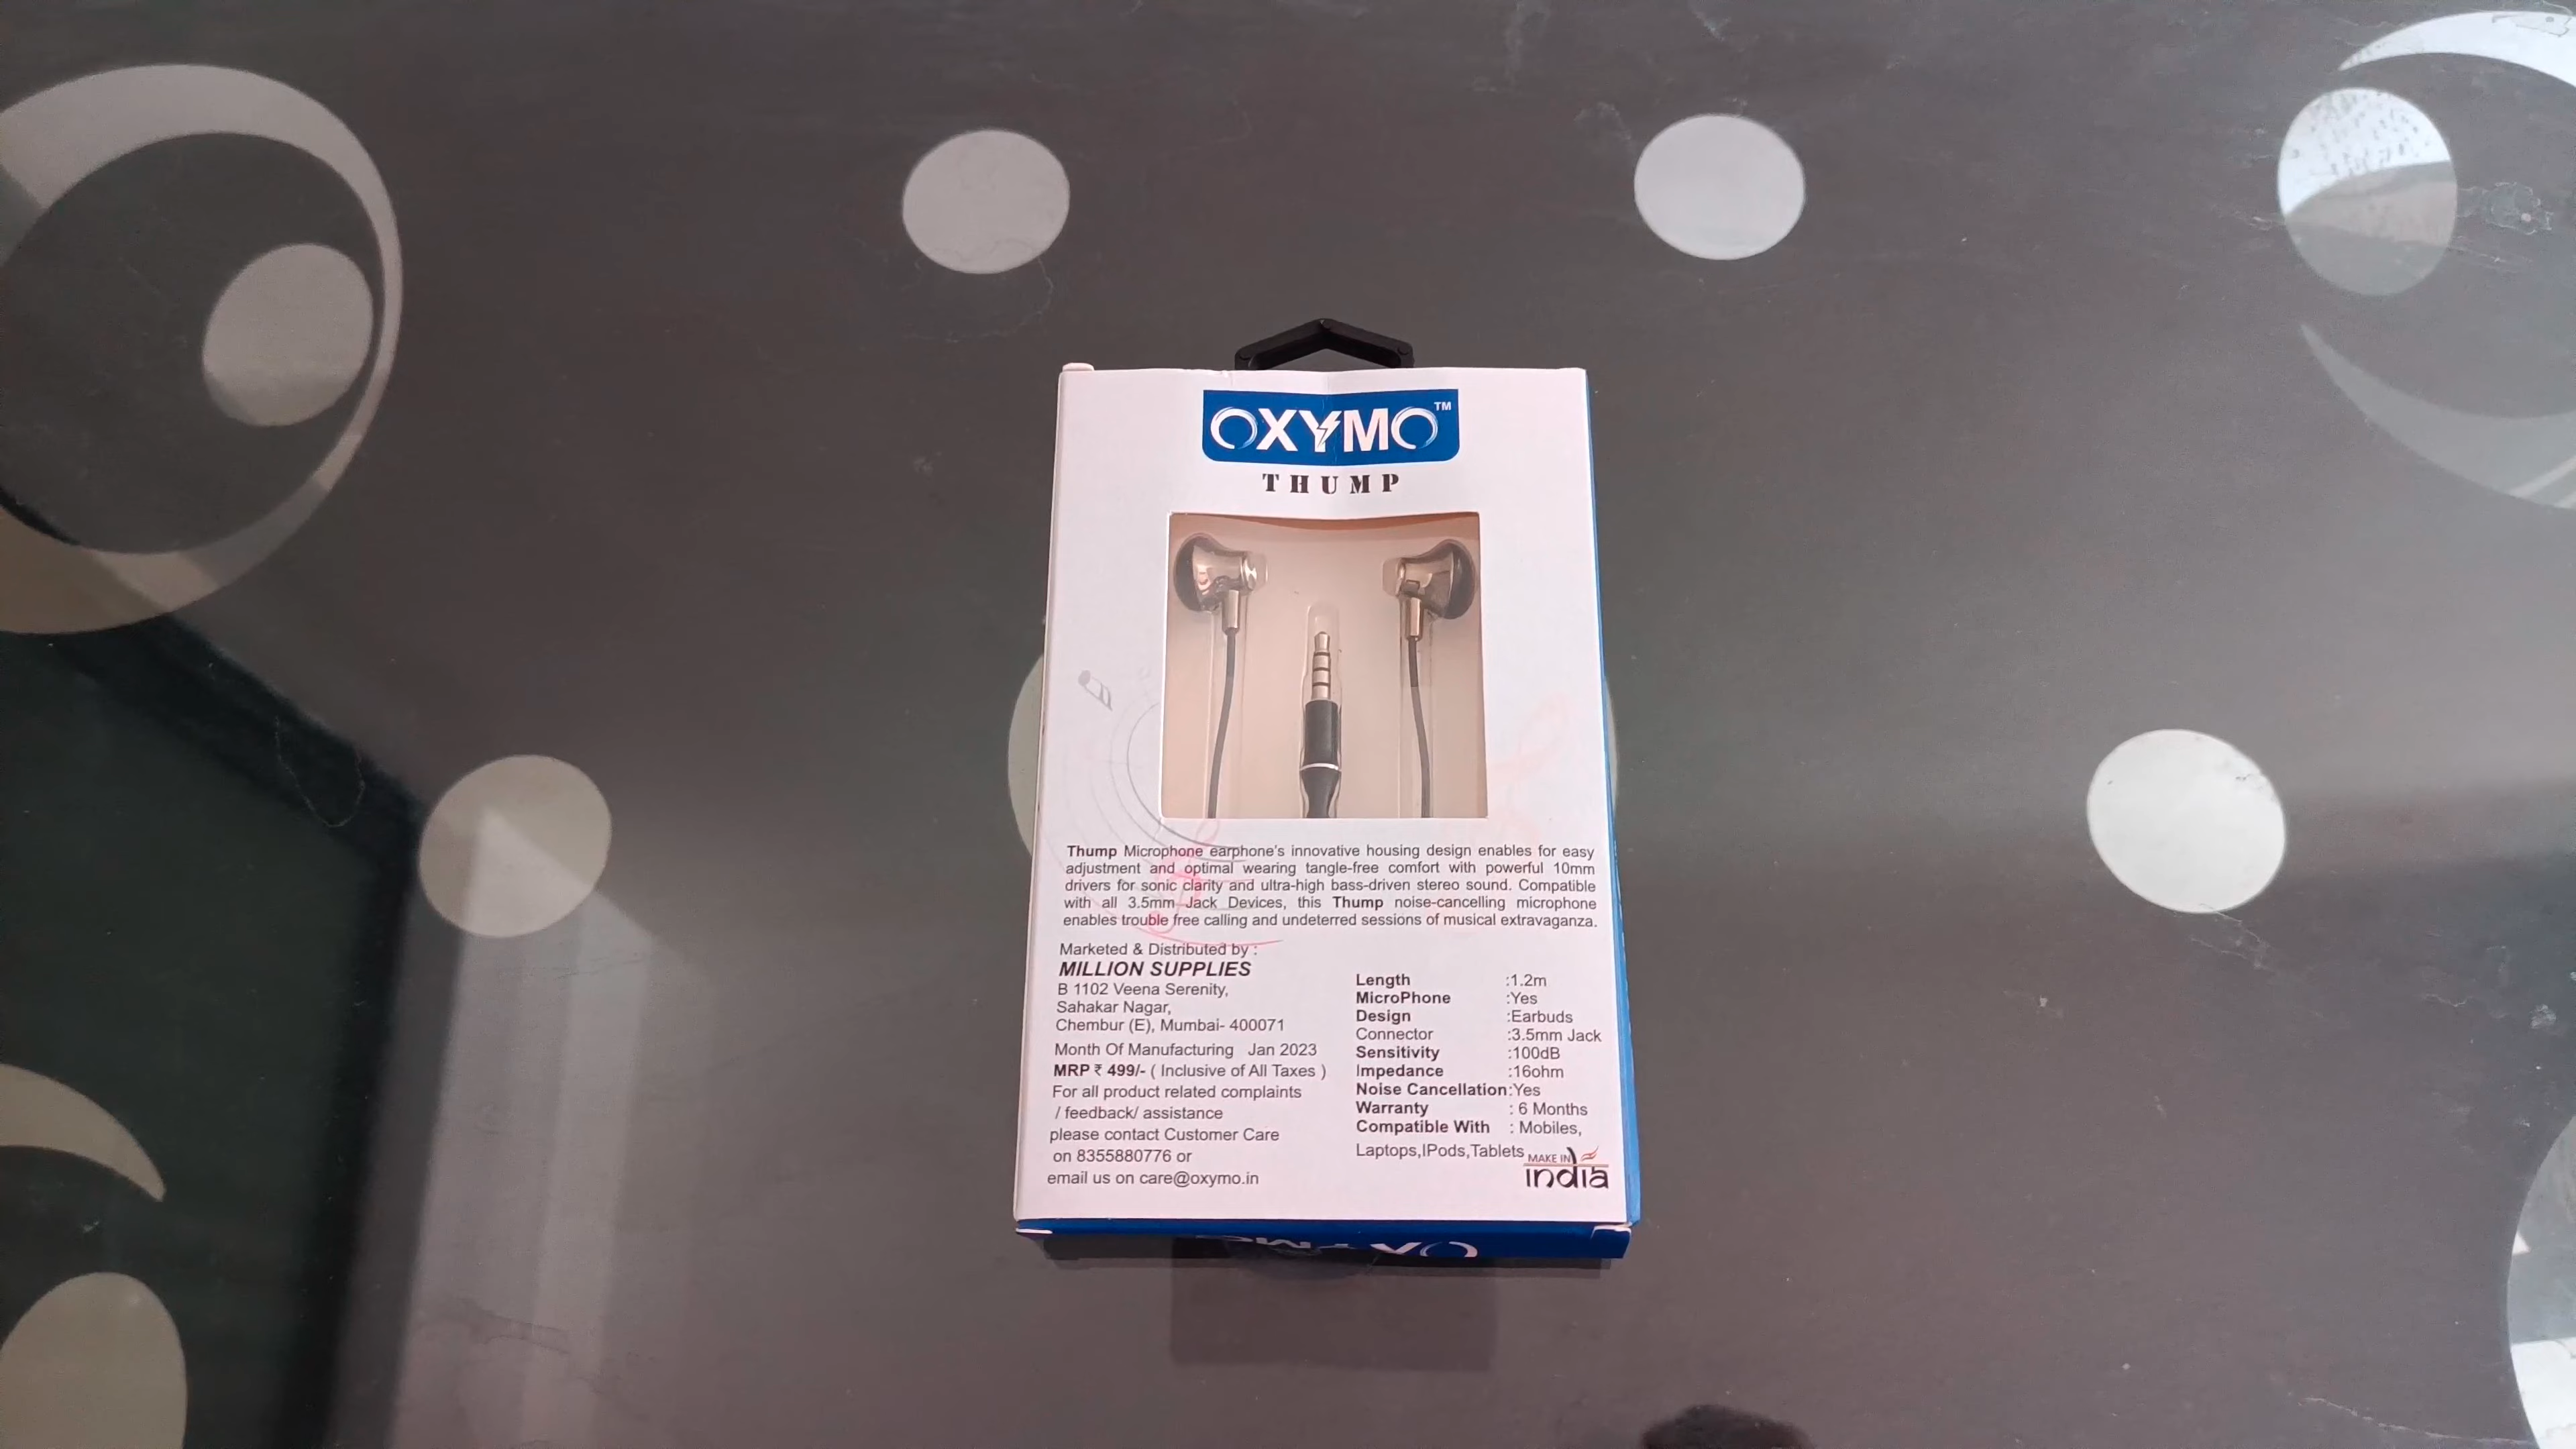 OXYMO™
THUMP
Thump Microphone earphone's innovative housing design enables for easy
adjustment and optimal wearing tangle-free comfort with powerful 10mm
drivers for sonic clarity and ultra-high bass-driven stereo sound. Compatible
with all 3.5mm Jack Devices, this Thump noise-cancelling microphone
enables trouble free calling and undeterred sessions of musical extravaganza.
Marketed & Distributed by :
MILLION SUPPLIES
B 1102 Veena Serenity,
Sahakar Nagar,
Chembur (E), Mumbai- 400071
Month Of Manufacturing Jan 2023
MRP ₹ 499/- ( Inclusive of All Taxes )
For all product related complaints
/ feedback/ assistance
please contact Customer Care
on 8355880776 or
email us on care@oxymo.in
Length :1.2m
MicroPhone :Yes
Design :Earbuds
Connector :3.5mm Jack
Sensitivity :100dB
Impedance :16ohm
Noise Cancellation:Yes
Warranty : 6 Months
Compatible With : Mobiles,
Laptops,IPods,Tablets
MAKE IN
india
OXYMO